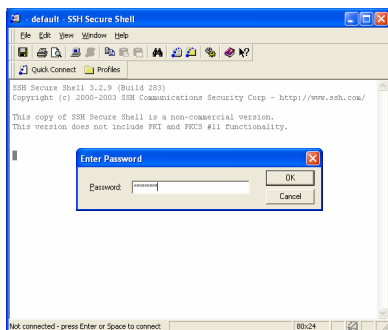 - default - SSH Secure Shell
File Edit View Window Help
Quick Connect Profiles
SSH Secure Shell 3.2.9 (Build 283)
Copyright (c) 2000-2003 SSH Communications Security Corp - http://www.ssh.com/
This copy of SSH Secure Shell is a non-commercial version.
This version does not include PKI and PKCS #11 functionality.
Enter Password
Password:
OK
Cancel
Not connected - press Enter or Space to connect 80x24